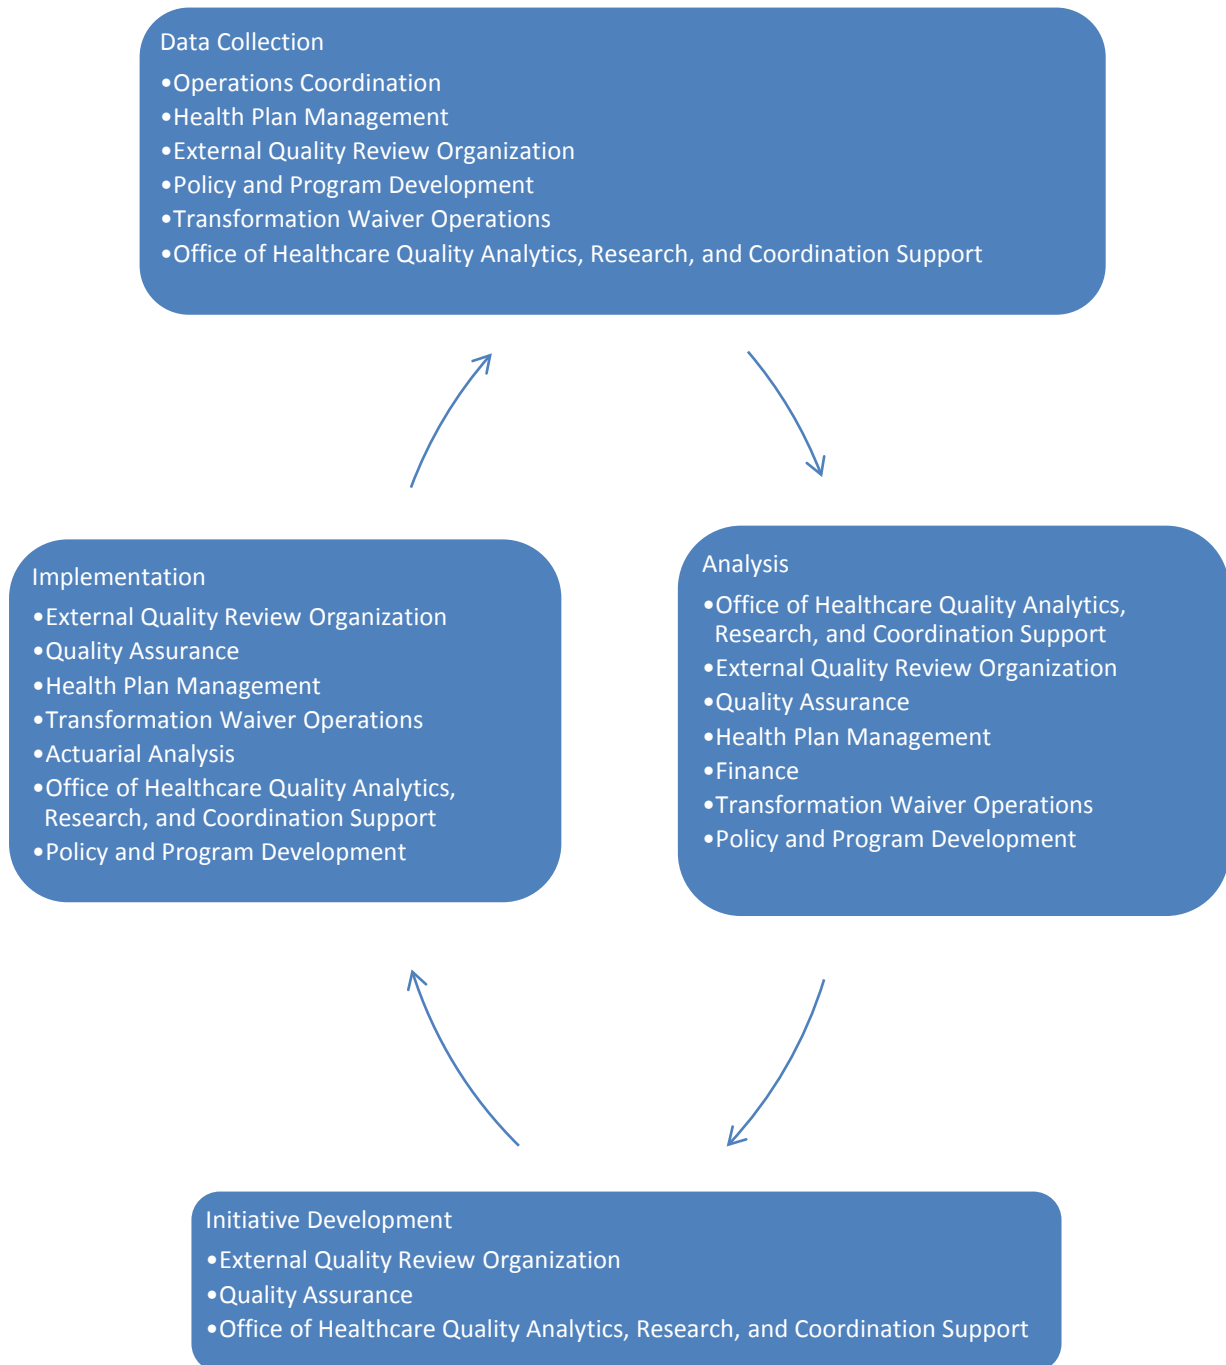 Data Collection
•Operations Coordination
•Health Plan Management
•External Quality Review Organization
•Policy and Program Development
•Transformation Waiver Operations
•Office of Healthcare Quality Analytics, Research, and Coordination Support
Analysis
•Office of Healthcare Quality Analytics,
Research, and Coordination Support
•External Quality Review Organization
•Quality Assurance
•Health Plan Management
•Finance
•Transformation Waiver Operations
•Policy and Program Development
Initiative Development
•External Quality Review Organization
•Quality Assurance
•Office of Healthcare Quality Analytics, Research, and Coordination Support
Implementation
•External Quality Review Organization
•Quality Assurance
•Health Plan Management
•Transformation Waiver Operations
•Actuarial Analysis
•Office of Healthcare Quality Analytics,
Research, and Coordination Support
•Policy and Program Development